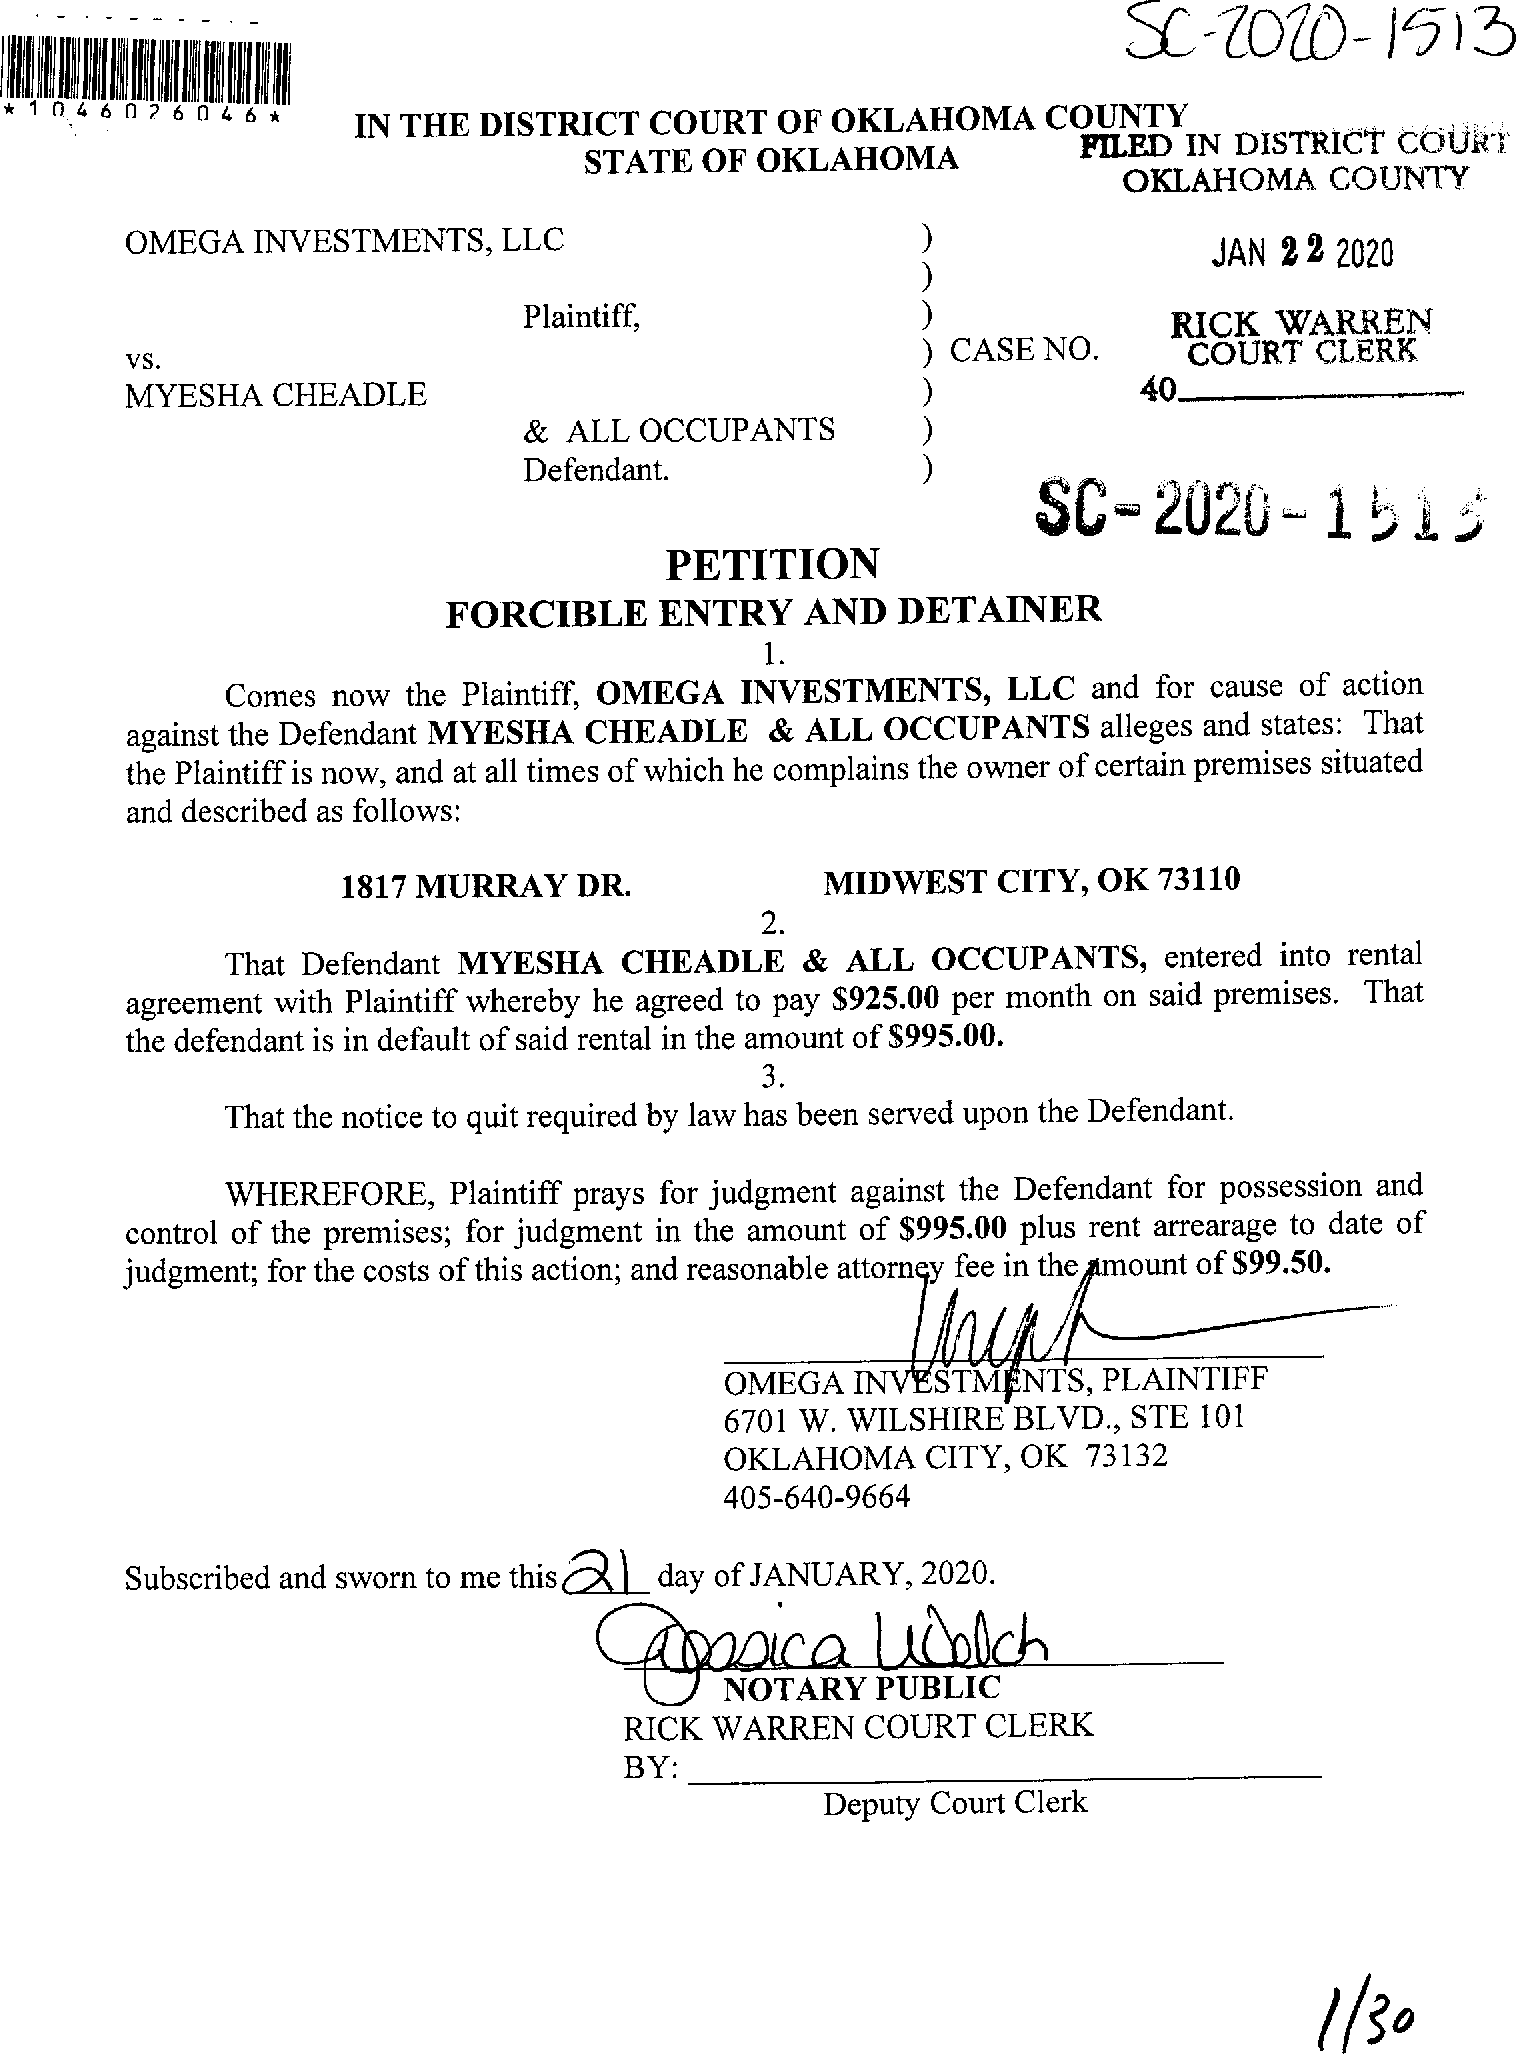 SC-2020-1513
*1046026046*
IN THE DISTRICT COURT OF OKLAHOMA COUNTY
STATE OF OKLAHOMA
FILED IN DISTRICT COURT
OKLAHOMA COUNTY
OMEGA INVESTMENTS, LLC )
)
JAN 22 2020
Plaintiff, )
RICK WARREN
COURT CLERK
vs. ) CASE NO.
MYESHA CHEADLE )
40
& ALL OCCUPANTS )
Defendant. )
SC-2020-1513
PETITION
FORCIBLE ENTRY AND DETAINER
1.
Comes now the Plaintiff, OMEGA INVESTMENTS, LLC and for cause of action
against the Defendant MYESHA CHEADLE & ALL OCCUPANTS alleges and states: That
the Plaintiff is now, and at all times of which he complains the owner of certain premises situated
and described as follows:
1817 MURRAY DR. MIDWEST CITY, OK 73110
2.
That Defendant MYESHA CHEADLE & ALL OCCUPANTS, entered into rental
agreement with Plaintiff whereby he agreed to pay $925.00 per month on said premises. That
the defendant is in default of said rental in the amount of $995.00.
3.
That the notice to quit required by law has been served upon the Defendant.
WHEREFORE, Plaintiff prays for judgment against the Defendant for possession and
control of the premises; for judgment in the amount of $995.00 plus rent arrearage to date of
judgment; for the costs of this action; and reasonable attorney fee in the amount of $99.50.
OMEGA INVESTMENTS, PLAINTIFF
6701 W. WILSHIRE BLVD., STE 101
OKLAHOMA CITY, OK 73132
405-640-9664
Subscribed and sworn to me this 21 day of JANUARY, 2020.
Jessica Welch
NOTARY PUBLIC
RICK WARREN COURT CLERK
BY:
Deputy Court Clerk
1/30